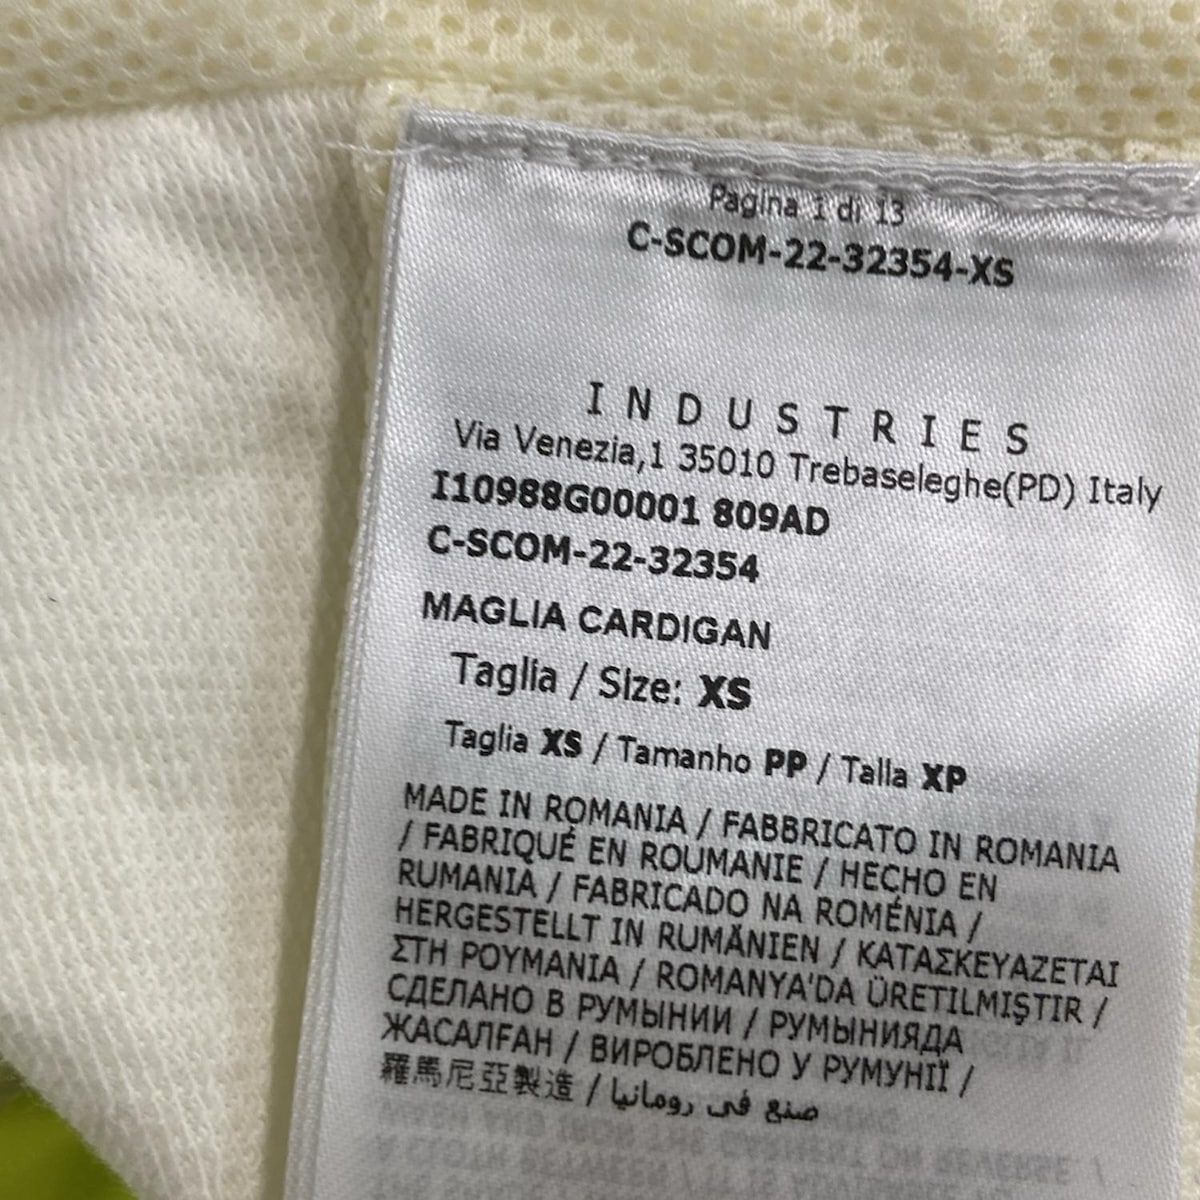 Pagina 1 di 13
C-SCOM-22-32354-XS
INDUSTRIES
Via Venezia,1 35010 Trebaseleghe(PD) Italy
I10988G00001 809AD
C-SCOM-22-32354
MAGLIA CARDIGAN
Taglia / Size: XS
Taglia XS / Tamanho PP / Talla XP
MADE IN ROMANIA / FABBRICATO IN ROMANIA
/ FABRIQUÉ EN ROUMANIE / HECHO EN
RUMANIA / FABRICADO NA ROMÉNIA /
HERGESTELLT IN RUMÄNIEN / ΚΑΤΑΣΚΕΥΑΖΕΤΑΙ
ΣΤΗ ΡΟΥΜΑΝΙΑ / ROMANYA'DA ÜRETILMIŞTIR /
СДЕЛАНО В РУМЫНИИ / РУМЫНИЯДА
ЖАСАЛҒАН / ВИРОБЛЕНО У РУМУНІЇ /
羅馬尼亞製造 / صنع في رومانيا